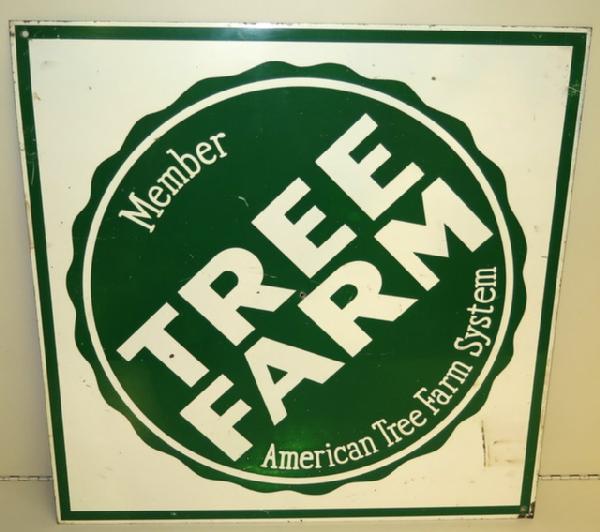 Member
TREE
FARM
American Tree Farm System